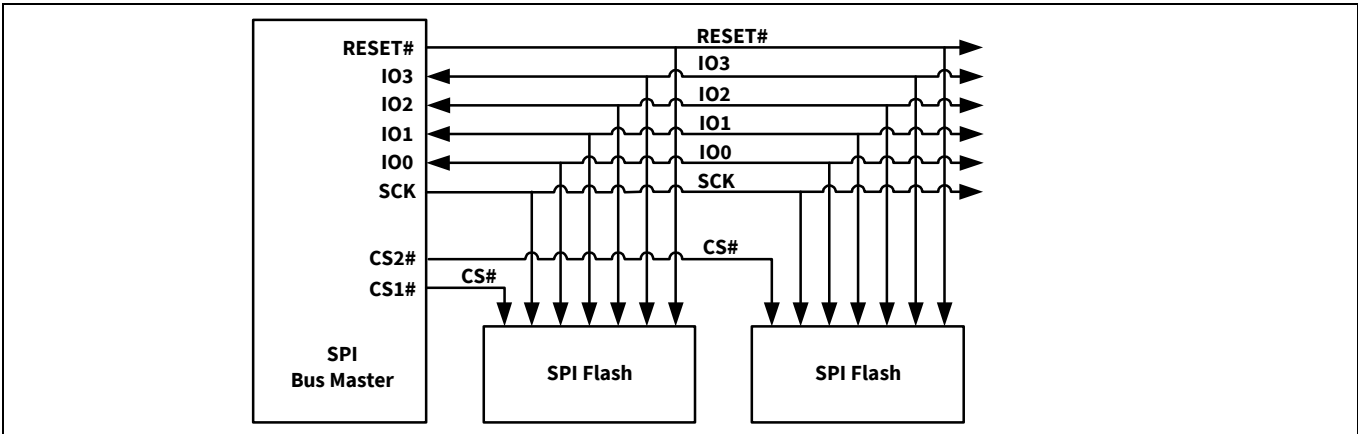 RESET# RESET#
IO3 IO3
IO2 IO2
IO1 IO1
IO0 IO0
SCK SCK
CS2# CS#
CS1# CS#
SPI
Bus Master
SPI Flash SPI Flash